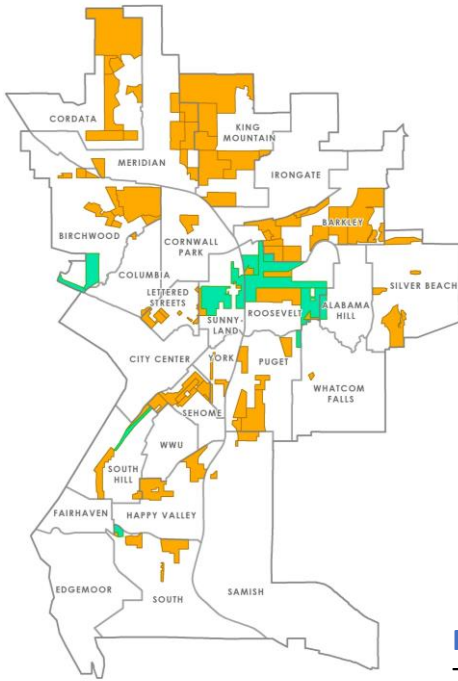 CORDATA
KING
MOUNTAIN
MERIDIAN
IRONGATE
BARKLEY
BIRCHWOOD
CORNWALL
PARK
COLUMBIA
SILVER BEACH
LETTERED
STREETS
ROOSEVELT
ALABAMA
HILL
SUNNY-
LAND
CITY CENTER
YORK
PUGET
WHATCOM
FALLS
SEHOME
WWU
SOUTH
HILL
FAIRHAVEN
HAPPY VALLEY
EDGEMOOR
SOUTH
SAMISH